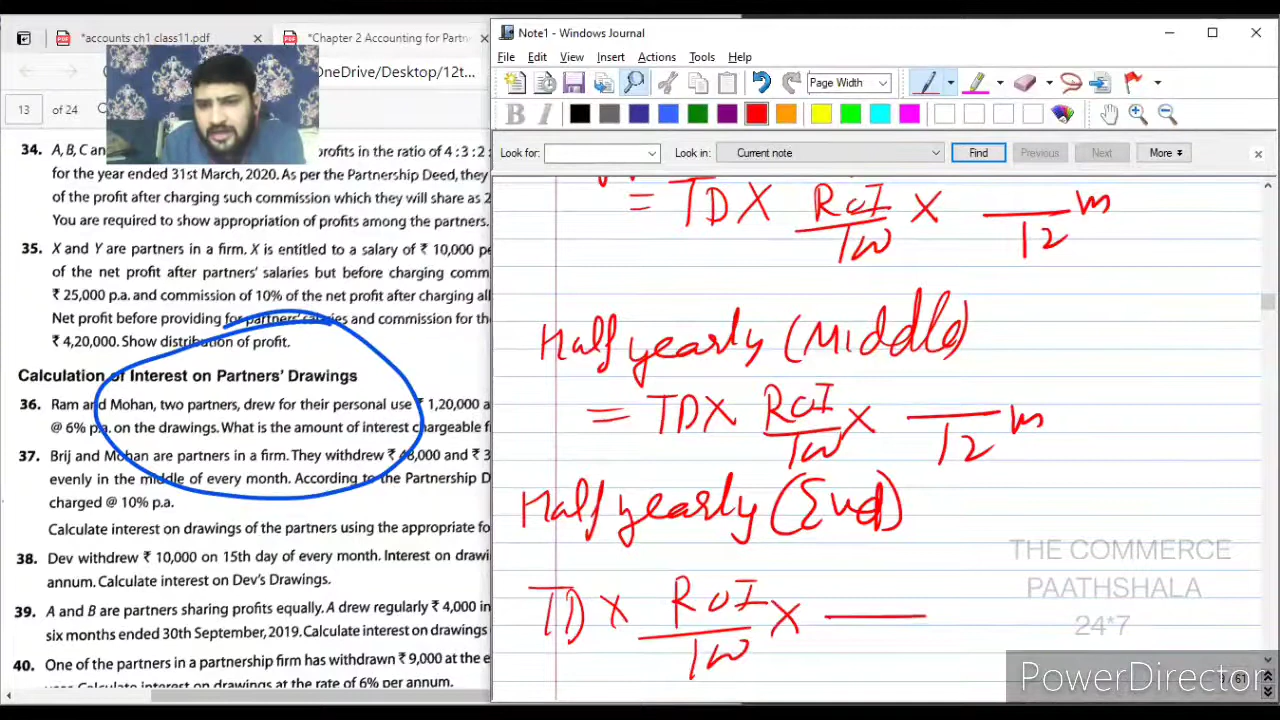 *accounts ch1 class11.pdf
*Chapter 2 Accounting for Partn
OneDrive/Desktop/12t...
13 of 24
34. A, B, C an profits in the ratio of 4 : 3 : 2 :
for the year ended 31st March, 2020. As per the Partnership Deed, they
of the profit after charging such commission which they will share as 2
You are required to show appropriation of profits among the partners.
35. X and Y are partners in a firm. X is entitled to a salary of ₹ 10,000 pe
of the net profit after partners' salaries but before charging comm
₹ 25,000 p.a. and commission of 10% of the net profit after charging all
Net profit before providing for partners' salaries and commission for the
₹ 4,20,000. Show distribution of profit.
Calculation of Interest on Partners' Drawings
36. Ram and Mohan, two partners, drew for their personal use ₹ 1,20,000 a
@ 6% p.a. on the drawings. What is the amount of interest chargeable f
37. Brij and Mohan are partners in a firm. They withdrew ₹ 48,000 and ₹ 3
evenly in the middle of every month. According to the Partnership D
charged @ 10% p.a.
Calculate interest on drawings of the partners using the appropriate fo
38. Dev withdrew ₹ 10,000 on 15th day of every month. Interest on drawi
annum. Calculate interest on Dev's Drawings.
39. A and B are partners sharing profits equally. A drew regularly ₹ 4,000 in
six months ended 30th September, 2019. Calculate interest on drawings
40. One of the partners in a partnership firm has withdrawn ₹ 9,000 at the e
year. Calculate interest on drawings at the rate of 6% per annum.
Note1 - Windows Journal
File Edit View Insert Actions Tools Help
Page Width
B I
Look for: Look in: Current note Find Previous Next More
= TD X ROI/100 X /12 m
Half yearly (Middle)
= TD X ROI/100 X /12 m
Half yearly (End)
TD X ROI/100 X
THE COMMERCE
PAATHSHALA
24*7
PowerDirector